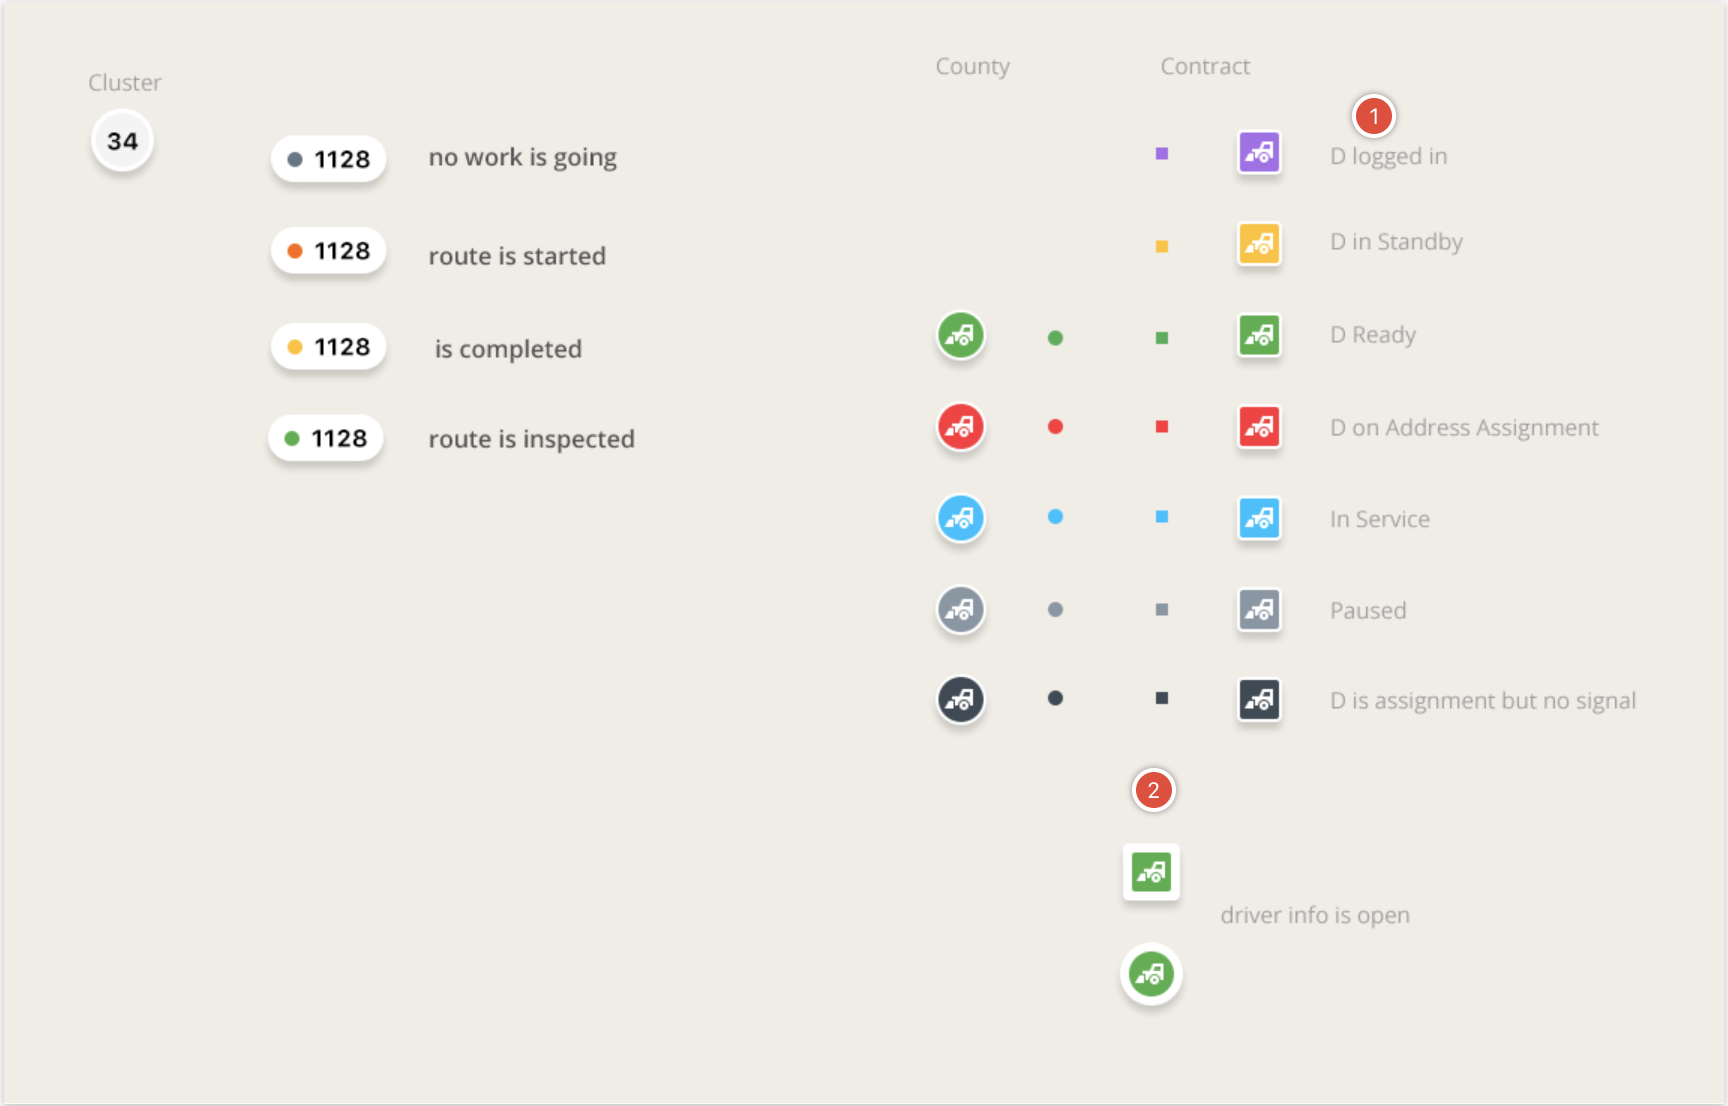 Cluster
34
1128 no work is going
1128 route is started
1128 is completed
1128 route is inspected
County Contract
1
D logged in
D in Standby
D Ready
D on Address Assignment
In Service
Paused
D is assignment but no signal
2
driver info is open